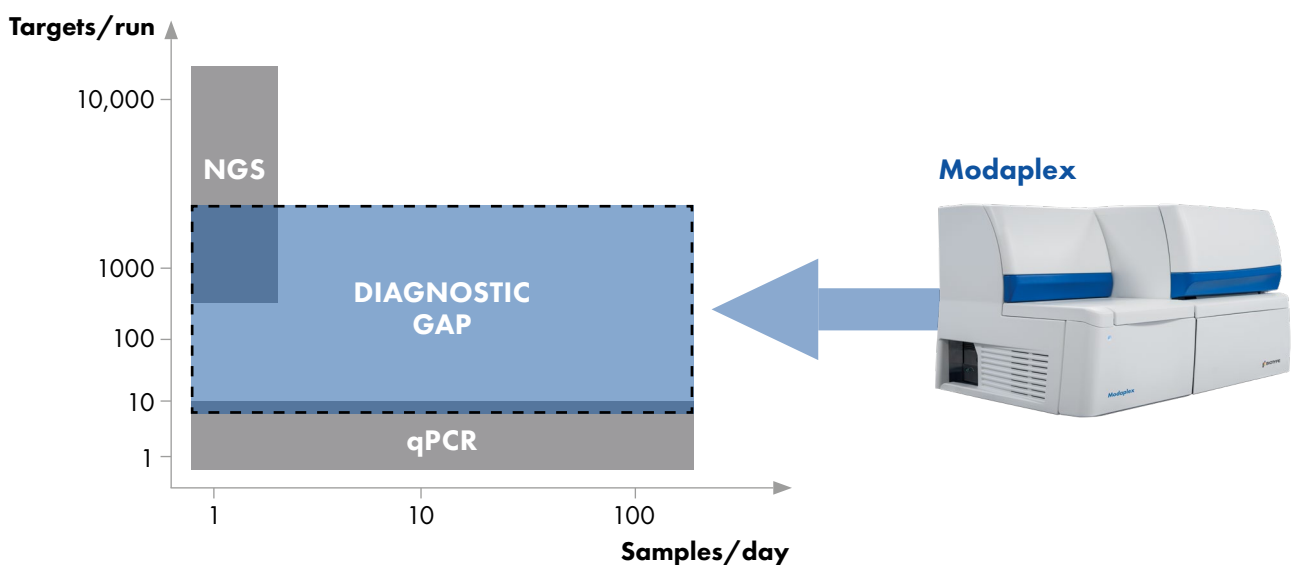 Targets/run
10,000
NGS
Modaplex
1000
DIAGNOSTIC
GAP
100
10
qPCR
1
1
10
100
Samples/day
Modaplex
BIOTYPE